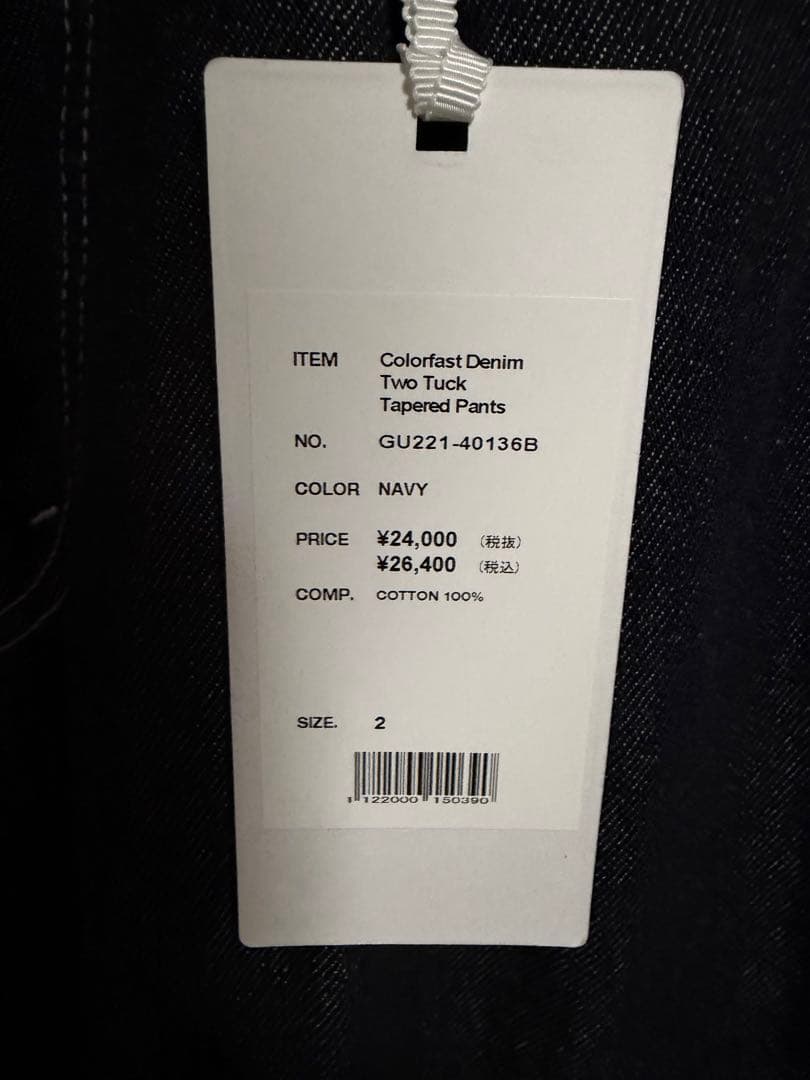 ITEM Colorfast Denim
Two Tuck
Tapered Pants
NO. GU221-40136B
COLOR NAVY
PRICE ¥24,000 (税抜)
¥26,400 (税込)
COMP. COTTON 100%
SIZE. 2
1 122000 150390